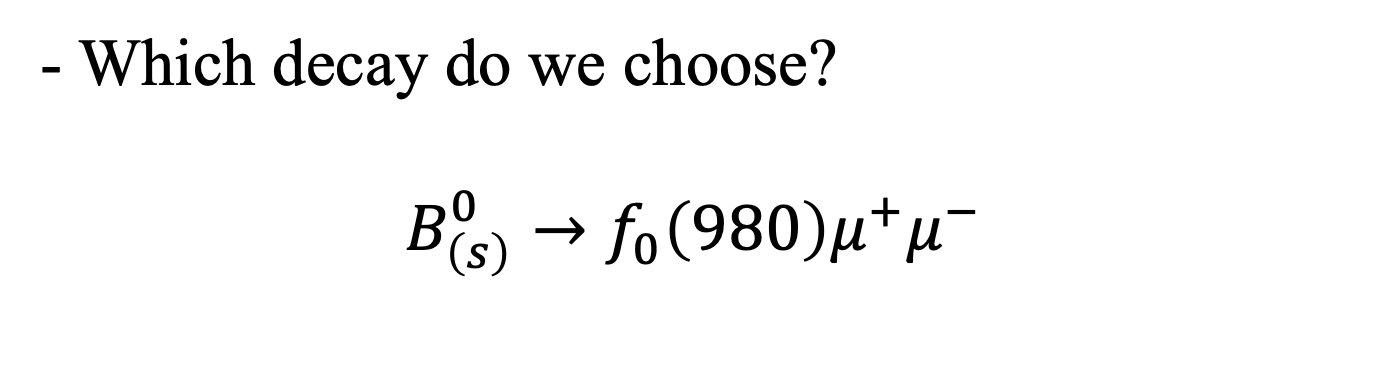 - Which decay do we choose?
B⁰₍ₛ₎ → f₀(980)μ⁺μ⁻